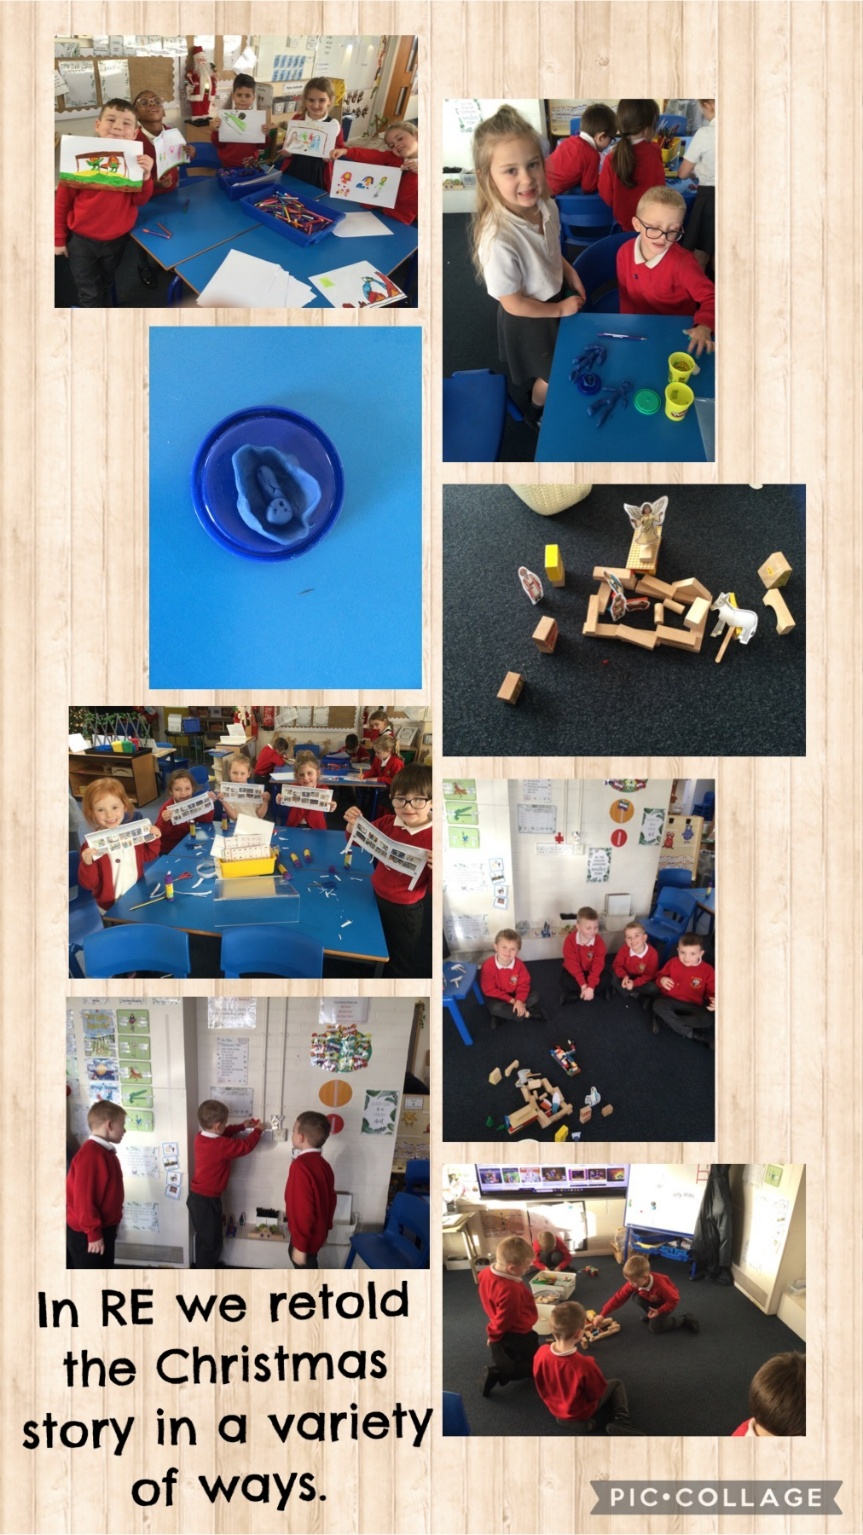 In RE we retold
the Christmas
story in a variety
of ways.
PIC•COLLAGE